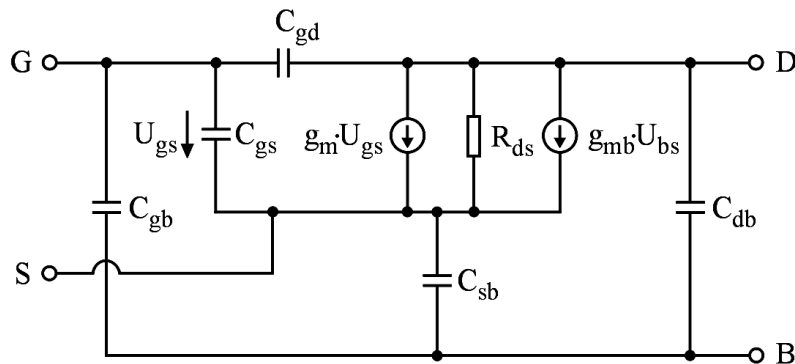 C_gd
G
D
U_gs
C_gs
g_m·U_gs
R_ds
g_mb·U_bs
C_gb
C_db
S
C_sb
B